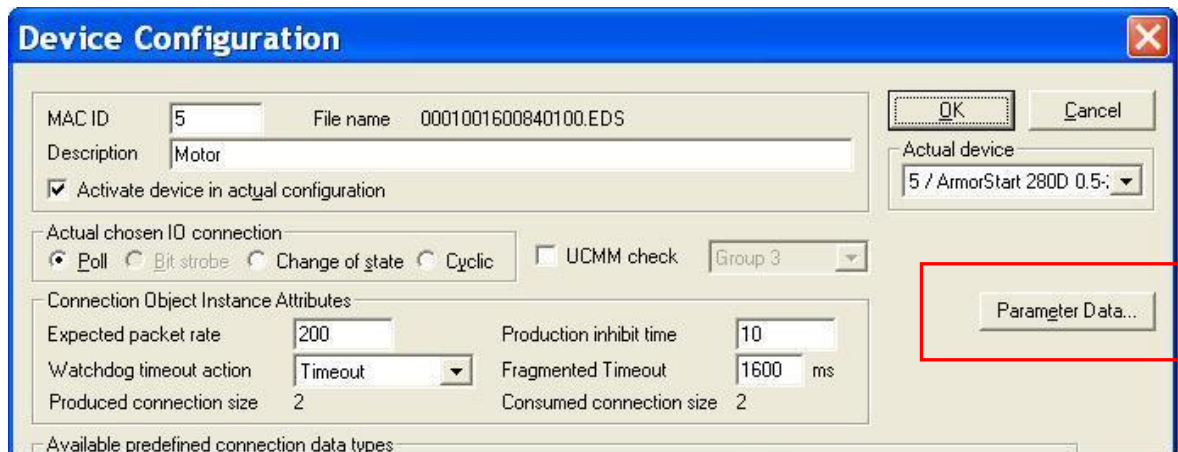 Device Configuration
MAC ID 5 File name 0001001600840100.EDS
OK Cancel
Description Motor
Actual device
Activate device in actual configuration
5 / ArmorStart 280D 0.5-
Actual chosen IO connection
Poll Bit strobe Change of state Cyclic
UCMM check Group 3
Connection Object Instance Attributes
Parameter Data...
Expected packet rate 200 Production inhibit time 10
Watchdog timeout action Timeout Fragmented Timeout 1600 ms
Produced connection size 2 Consumed connection size 2
Available predefined connection data types